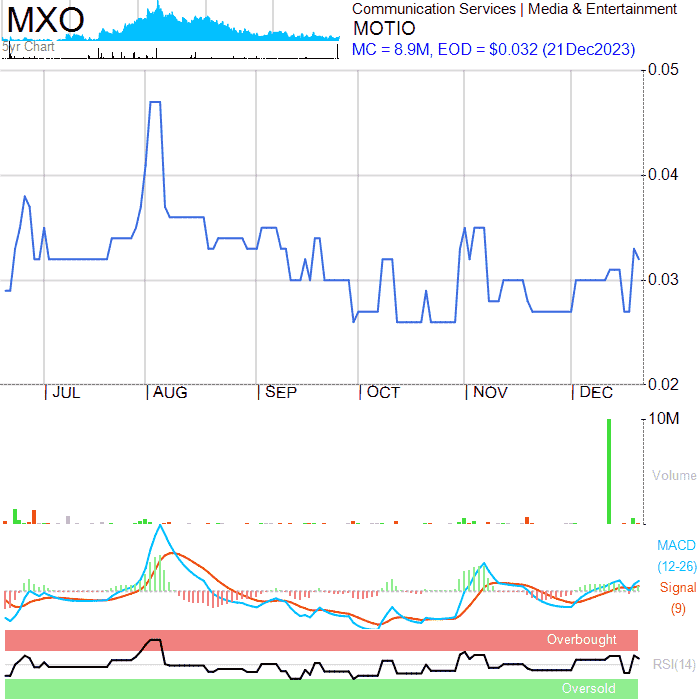 MXO
5yr Chart
Communication Services | Media & Entertainment
MOTIO
MC = 8.9M, EOD = $0.032 (21Dec2023)
0.05
0.04
0.03
0.02
JUL
AUG
SEP
OCT
NOV
DEC
10M
Volume
MACD
(12-26)
Signal
(9)
Overbought
RSI(14)
Oversold